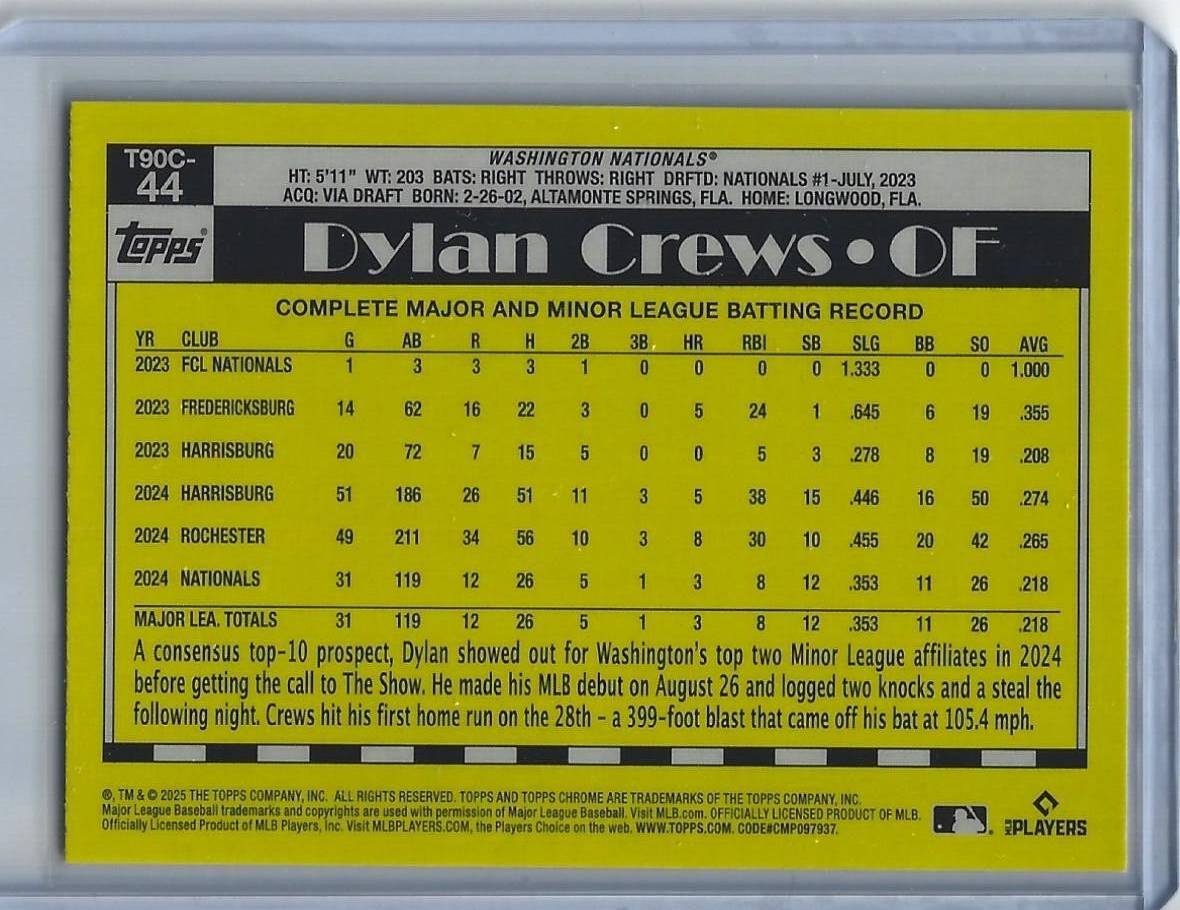 T90C-
44
WASHINGTON NATIONALS®
HT: 5'11" WT: 203 BATS: RIGHT THROWS: RIGHT DRFTD: NATIONALS #1-JULY, 2023
ACQ: VIA DRAFT BORN: 2-26-02, ALTAMONTE SPRINGS, FLA. HOME: LONGWOOD, FLA.
topps®
Dylan Crews • OF
COMPLETE MAJOR AND MINOR LEAGUE BATTING RECORD
YR CLUB G AB R H 2B 3B HR RBI SB SLG BB SO AVG
2023 FCL NATIONALS 1 3 3 3 1 0 0 0 0 1.333 0 0 1.000
2023 FREDERICKSBURG 14 62 16 22 3 0 5 24 1 .645 6 19 .355
2023 HARRISBURG 20 72 7 15 5 0 0 5 3 .278 8 19 .208
2024 HARRISBURG 51 186 26 51 11 3 5 38 15 .446 16 50 .274
2024 ROCHESTER 49 211 34 56 10 3 8 30 10 .455 20 42 .265
2024 NATIONALS 31 119 12 26 5 1 3 8 12 .353 11 26 .218
MAJOR LEA. TOTALS 31 119 12 26 5 1 3 8 12 .353 11 26 .218
A consensus top-10 prospect, Dylan showed out for Washington's top two Minor League affiliates in 2024
before getting the call to The Show. He made his MLB debut on August 26 and logged two knocks and a steal the
following night. Crews hit his first home run on the 28th – a 399-foot blast that came off his bat at 105.4 mph.
®, TM & © 2025 THE TOPPS COMPANY, INC. ALL RIGHTS RESERVED. TOPPS AND TOPPS CHROME ARE TRADEMARKS OF THE TOPPS COMPANY, INC.
Major League Baseball trademarks and copyrights are used with permission of Major League Baseball. Visit MLB.com. OFFICIALLY LICENSED PRODUCT OF MLB.
Officially Licensed Product of MLB Players, Inc. Visit MLBPLAYERS.COM, the Players Choice on the web. WWW.TOPPS.COM. CODE#CMP097937.
MLB PLAYERS